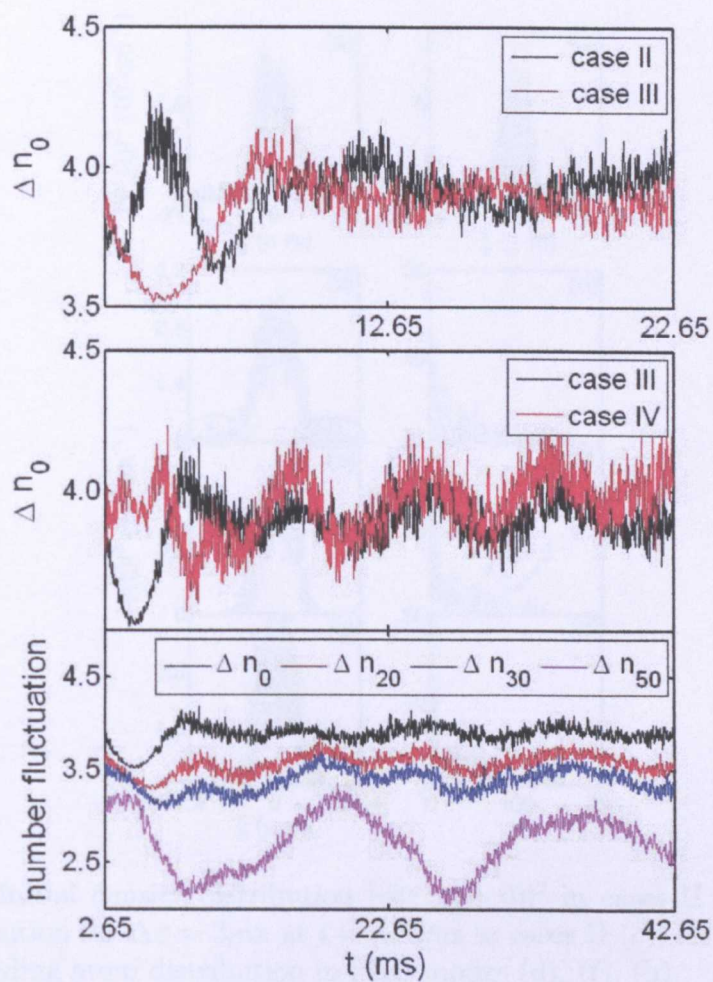 4.5
case II
case III
Δ n0
4.0
3.5
12.65
22.65
4.5
case III
case IV
Δ n0
4.0
number fluctuation
4.5
Δ n0
Δ n20
Δ n30
Δ n50
3.5
2.5
2.65
22.65
42.65
t (ms)